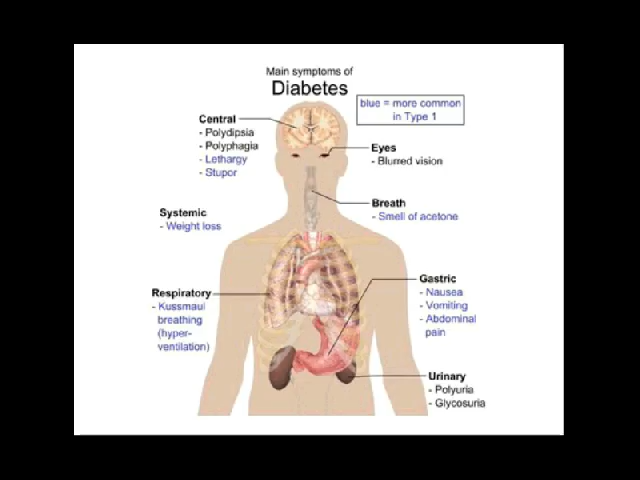 Main symptoms of
Diabetes
blue = more common
in Type 1
Central
- Polydipsia
- Polyphagia
- Lethargy
- Stupor
Eyes
- Blurred vision
Breath
- Smell of acetone
Systemic
- Weight loss
Respiratory
- Kussmaul
breathing
(hyper-
ventilation)
Gastric
- Nausea
- Vomiting
- Abdominal
pain
Urinary
- Polyuria
- Glycosuria